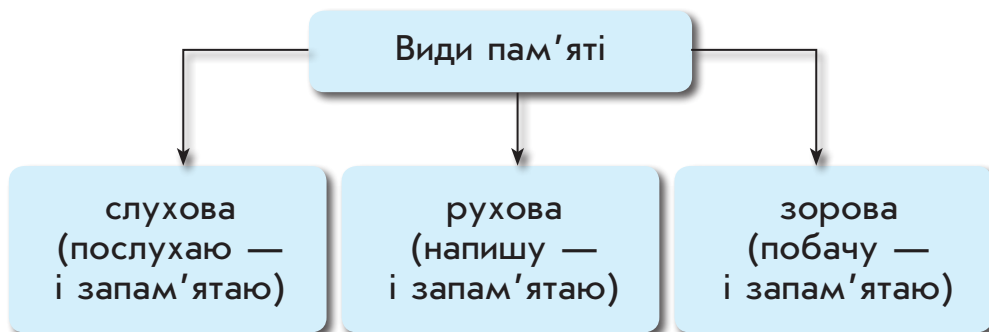 Види пам’яті
слухова
(послухаю —
і запам’ятаю)
рухова
(напишу —
і запам’ятаю)
зорова
(побачу —
і запам’ятаю)